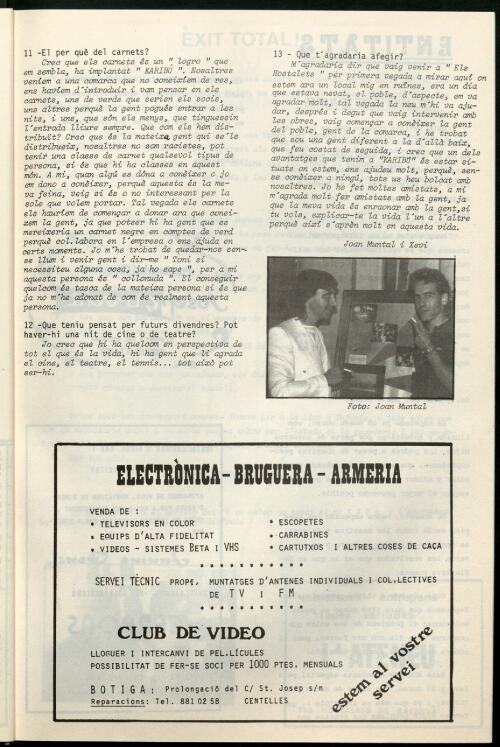 11 -El per què del carnets?
Creo que els carnets és un " logro " que
em sembla, ha implantat " KARIBÚ ". Nosaltres
veníem a una comarca que no coneixíem de res,
ens havíem d'introduir i vam pensar en els
carnets, uns de verds que serien els socis,
uns altres perquè la gent pogués entrar a les
nits, i uns, que són els menys, que tinguessin
l'entrada lliure sempre. Que com els hem dis-
tribuït? Creo que és la mateixa gent qui se'ls
distribueix, nosaltres no som racistes, pot
tenir una classe de carnet qualsevol tipus de
persona, si és que hi ha classes en aquest
món. A mi, quan algú es dóna a conèixer o jo
em dono a conèixer, perquè aquesta és la me-
va feina, veig si és o no interessant per la
sole que volem portar. Tal vegada els carnets
els hauríem de començar a donar ara que conei-
xem la gent, ja que potser hi ha gent que es
mereixeria un carnet negre en comptes de verd
perquè col.labora en l'empresa o ens ajuda en
certs moments. Jo m'he trobat de quedar-nos sen-
se llum i venir gent i dir-me " Toni si
necessiteu alguna cosa, ja ho saps ", per a mi
aquesta persona és " collonuda ". El conseguir
quelcom és tasca de la mateixa persona si és que
ja no m'he adonat de com és realment aquesta
persona.
12 -Que teniu pensat per futurs divendres? Pot
haver-hi una nit de cine o de teatre?
Jo creo que hi ha quelcom en perspectiva de
tot el que és la vida, hi ha gent que li agrada
el cine, el teatre, el tennis... tot això pot
ser-hi.
13 - Que t'agradaria afegir?
M'agradaria dir que vaig venir a " Els
Hostalets " per primera vegada a mirar aquí on
estem ara un local mig en ruïnes, era un dia
que estava nevat, el poble, d'aspecte, em va
agradar molt, tal vegada la neu m'hi va aju-
dar, després i degut que vaig intervenir amb
les obres, vaig començar a conèixer la gent
del poble, gent de la comarca, i he trobat
que sou una gent diferent a la d'allà baix,
que feu costat de seguida, i creo que un dels
avantatges que tenim a "KARIBÚ" és estar si-
tuats on estem, ens ajudeu molt, perquè, sen-
se conèixer a ningú, tots us heu bolcat amb
nosaltres. Jo he fet moltes amistats, a mi
m'agrada molt fer amistats amb la gent, ja
que la meva vida és enraonar amb la gent,si
tu vols, explicar-te la vida l'un a l'altre
perquè així s'aprèn molt en aquesta vida.
Joan Muntal i Xevi
Foto: Joan Muntal
ELECTRÒNICA - BRUGUERA - ARMERIA
VENDA DE :
• TELEVISORS EN COLOR
• EQUIPS D'ALTA FIDELITAT
• VIDEOS - SISTEMES BETA I VHS
• ESCOPETES
• CARRABINES
• CARTUTXOS I ALTRES COSES DE CAÇA
* * * * * * * * * * *
SERVEI TÈCNIC PROPI, MUNTATGES D'ANTENES INDIVIDUALS I COL.LECTIVES
DE TV I FM
* * * * * * * * * * *
CLUB DE VIDEO
LLOGUER I INTERCANVI DE PEL.LÍCULES
POSSIBILITAT DE FER-SE SOCI PER 1000 PTES. MENSUALS
BOTIGA: Prolongació del C/ St. Josep s/n
Reparacions: Tel. 881 02 58 CENTELLES
estem al vostre
servei